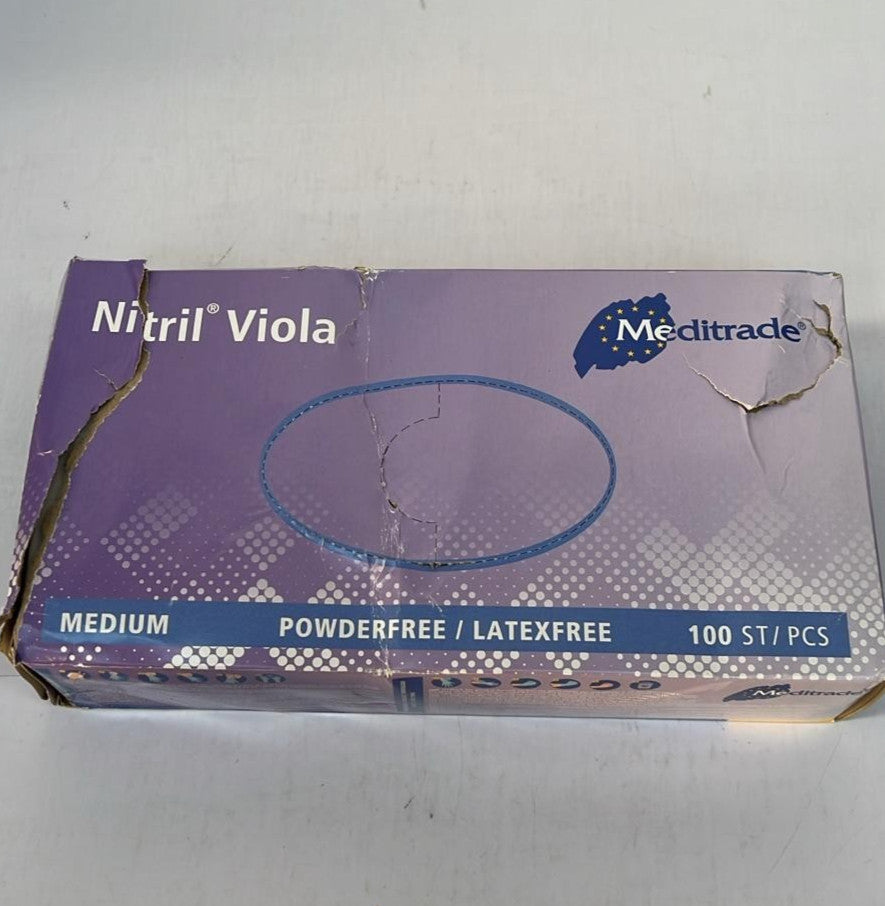 Nitril® Viola
Meditrade®
MEDIUM
POWDERFREE / LATEXFREE
100 ST/PCS
Meditrade